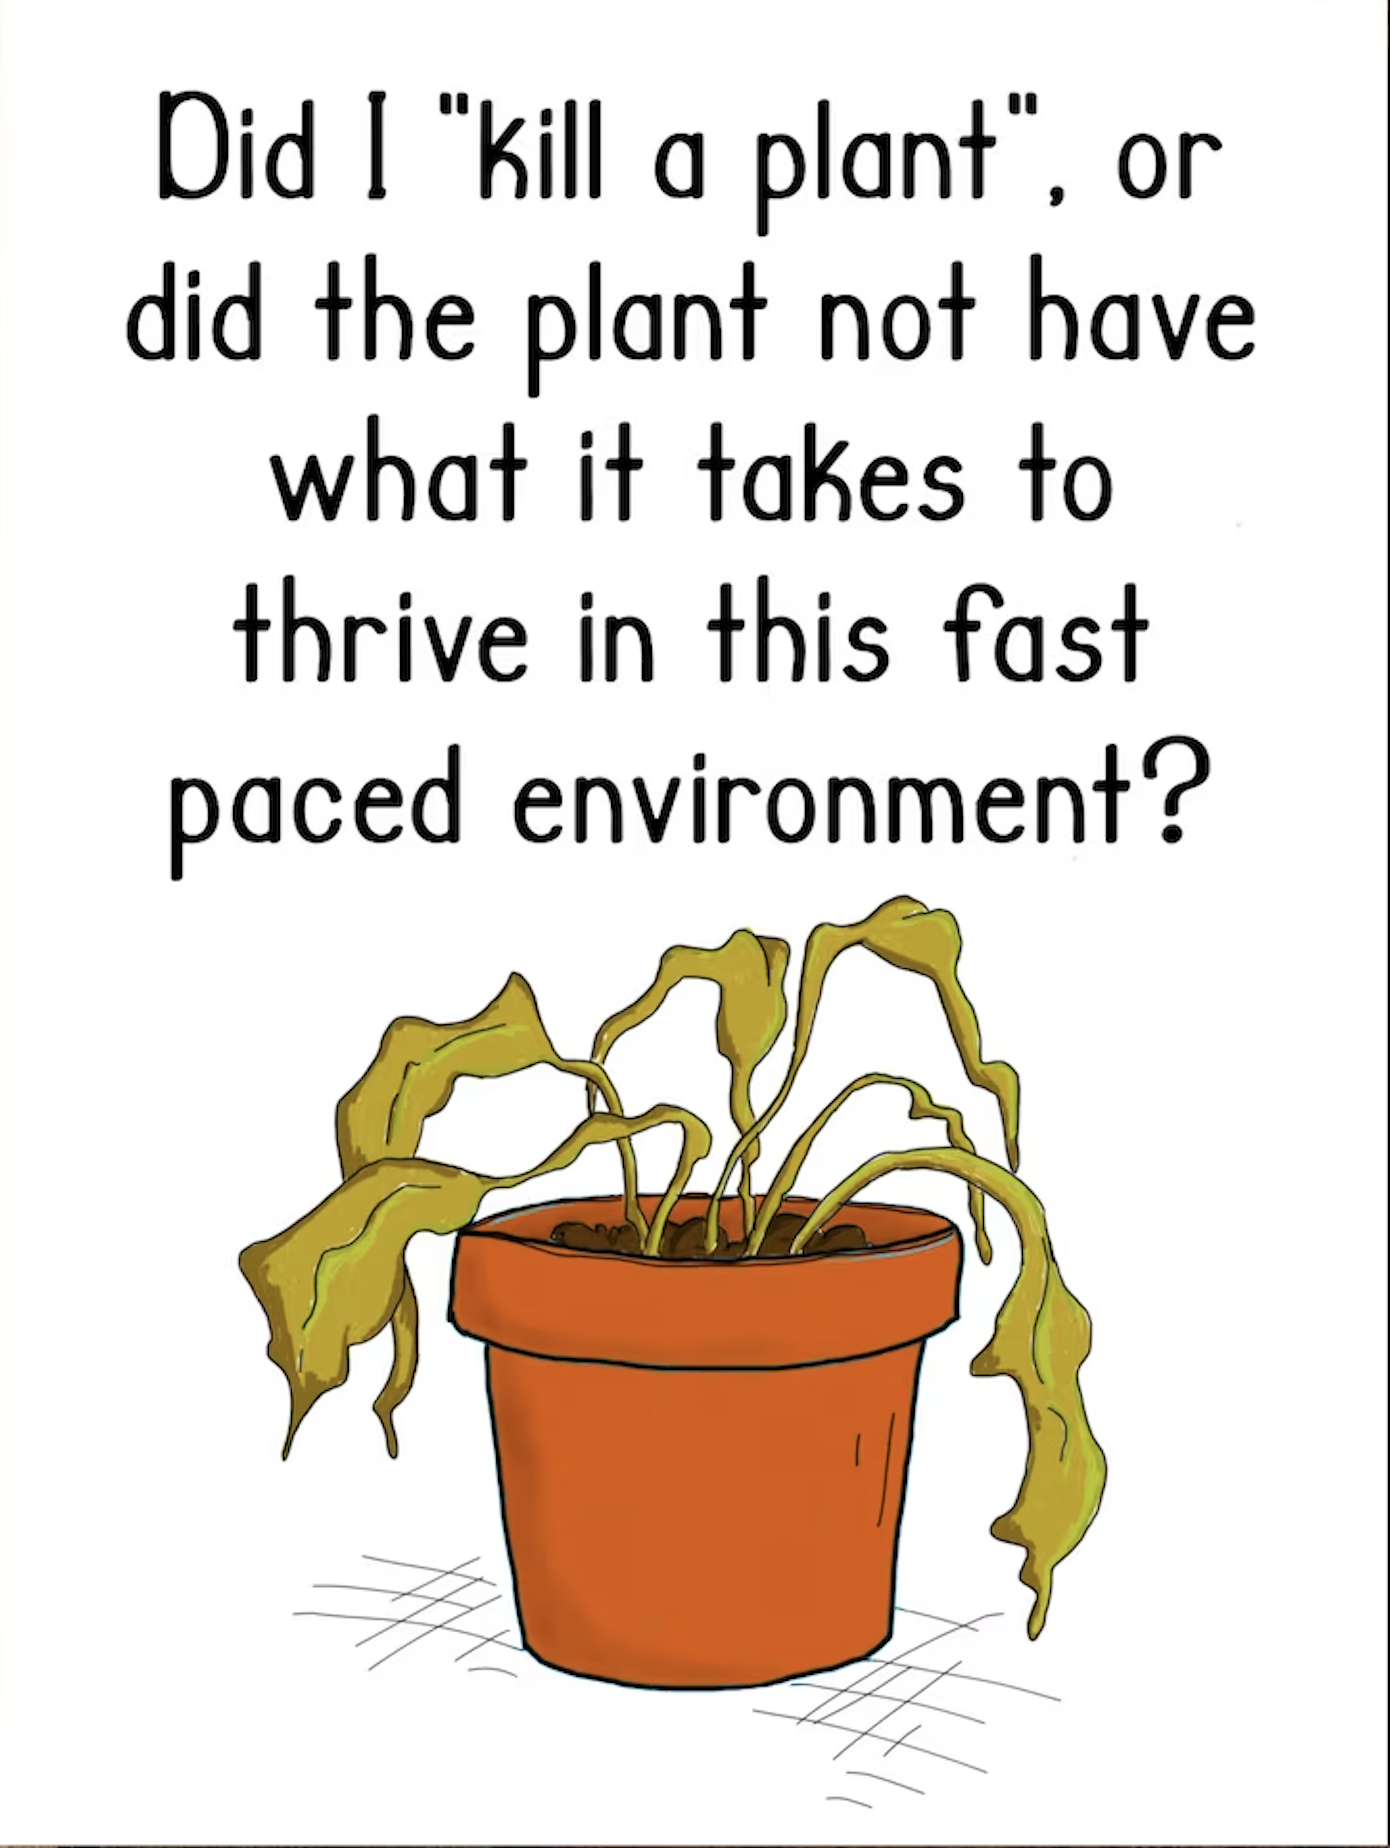 Did I "kill a plant", or
did the plant not have
what it takes to
thrive in this fast
paced environment?